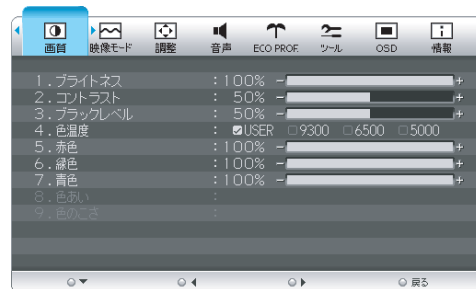 画質 映像モード 調整 音声 ECO PROF. ツール OSD 情報
1.ブライトネス :100% - +
2.コントラスト : 50% - +
3.ブラックレベル : 50% - +
4.色温度 : USER 9300 6500 5000
5.赤色 :100% - +
6.緑色 :100% - +
7.青色 :100% - +
8.色あい :
9.色のこさ :
戻る